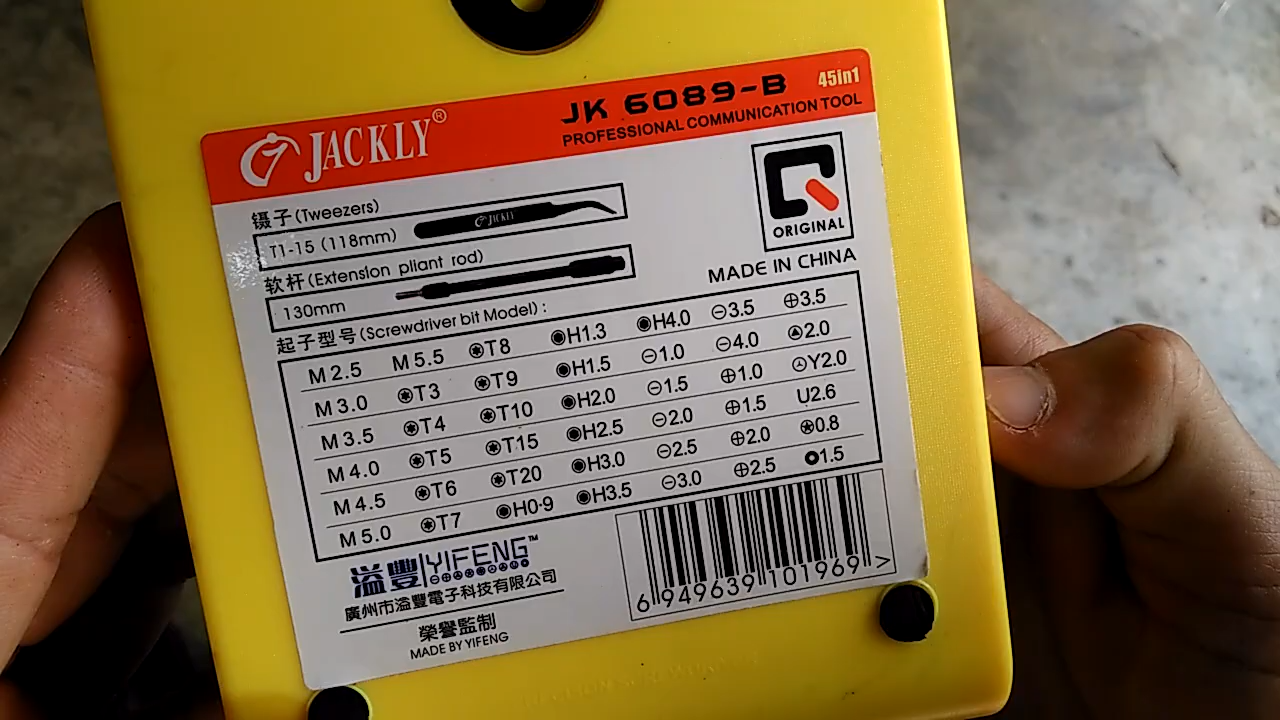 JACKLY®
JK 6089-B 45in1
PROFESSIONAL COMMUNICATION TOOL
镊子(Tweezers)
T1-15 (118mm) JACKLY
软杆(Extension pliant rod)
130mm
ORIGINAL
MADE IN CHINA
起子型号(Screwdriver bit Model):
M 2.5 M 5.5 T8 H1.3 H4.0 ⊖3.5 ⊕3.5
M 3.0 T3 T9 H1.5 ⊖1.0 ⊖4.0 2.0
M 3.5 T4 T10 H2.0 ⊖1.5 ⊕1.0 Y2.0
M 4.0 T5 T15 H2.5 ⊖2.0 ⊕1.5 U2.6
M 4.5 T6 T20 H3.0 ⊖2.5 ⊕2.0 0.8
M 5.0 T7 H0·9 H3.5 ⊖3.0 ⊕2.5 1.5
溢豐 YIFENG™
廣州市溢豐電子科技有限公司
榮譽監制
MADE BY YIFENG
6 949639 101969 >